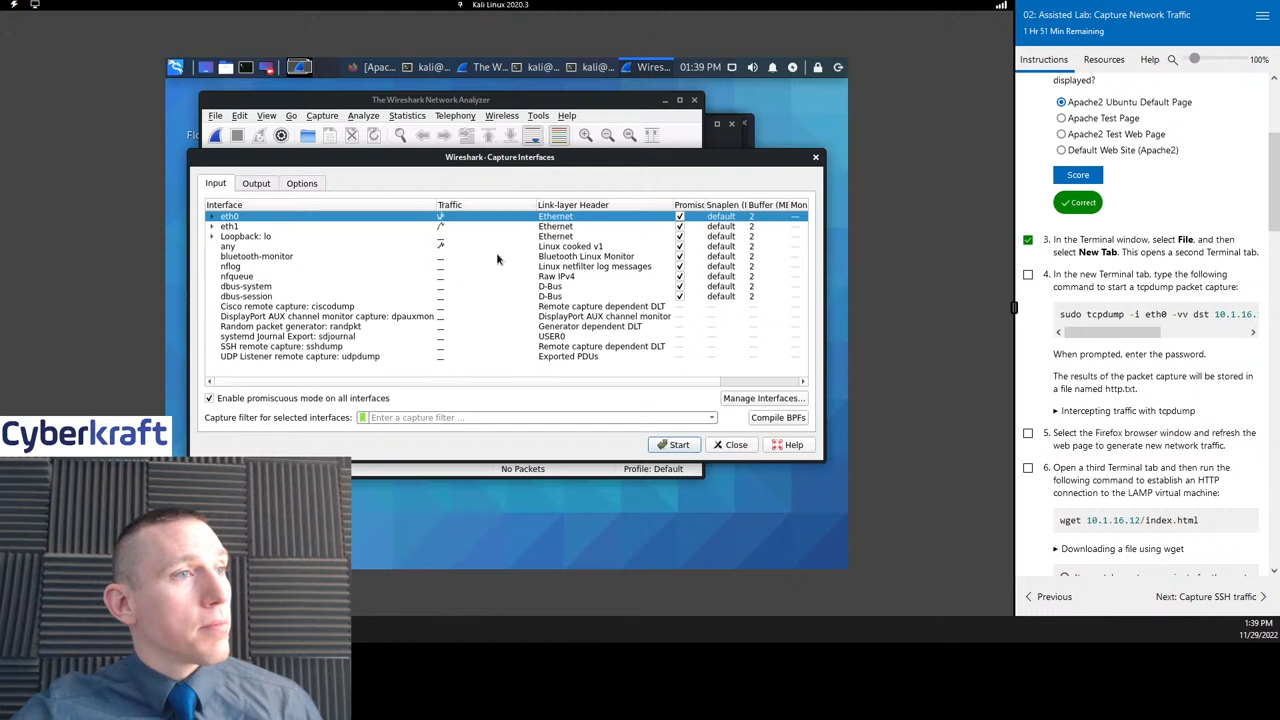 Kali Linux 2020.3
[Apac...
kali@...
The W...
kali@...
kali@...
Wires...
01:39 PM
The Wireshark Network Analyzer
File Edit View Go Capture Analyze Statistics Telephony Wireless Tools Help
Wireshark - Capture Interfaces
Input Output Options
Interface Traffic Link-layer Header Promisc Snaplen (I Buffer (ME Mon
eth0 Ethernet default 2 —
eth1 Ethernet default 2 —
Loopback: lo Ethernet default 2 —
any Linux cooked v1 default 2 —
bluetooth-monitor Bluetooth Linux Monitor default 2 —
nflog Linux netfilter log messages default 2 —
nfqueue Raw IPv4 default 2 —
dbus-system D-Bus default 2 —
dbus-session D-Bus default 2 —
Cisco remote capture: ciscodump Remote capture dependent DLT — — — —
DisplayPort AUX channel monitor capture: dpauxmon DisplayPort AUX channel monitor — — — —
Random packet generator: randpkt Generator dependent DLT — — — —
systemd Journal Export: sdjournal USER0 — — — —
SSH remote capture: sshdump Remote capture dependent DLT — — — —
UDP Listener remote capture: udpdump Exported PDUs — — — —
Enable promiscuous mode on all interfaces
Manage Interfaces...
Capture filter for selected interfaces: Enter a capture filter ...
Compile BPFs
Start Close Help
No Packets Profile: Default
Cyberkraft
02: Assisted Lab: Capture Network Traffic
1 Hr 51 Min Remaining
Instructions Resources Help 100%
displayed?
Apache2 Ubuntu Default Page
Apache Test Page
Apache2 Test Web Page
Default Web Site (Apache2)
Score
Correct
3. In the Terminal window, select File, and then
select New Tab. This opens a second Terminal tab.
4. In the new Terminal tab, type the following
command to start a tcpdump packet capture:
sudo tcpdump -i eth0 -vv dst 10.1.16.
When prompted, enter the password.
The results of the packet capture will be stored in
a file named http.txt.
Intercepting traffic with tcpdump
5. Select the Firefox browser window and refresh the
web page to generate new network traffic.
6. Open a third Terminal tab and then run the
following command to establish an HTTP
connection to the LAMP virtual machine:
wget 10.1.16.12/index.html
Downloading a file using wget
Previous Next: Capture SSH traffic
1:39 PM
11/29/2022